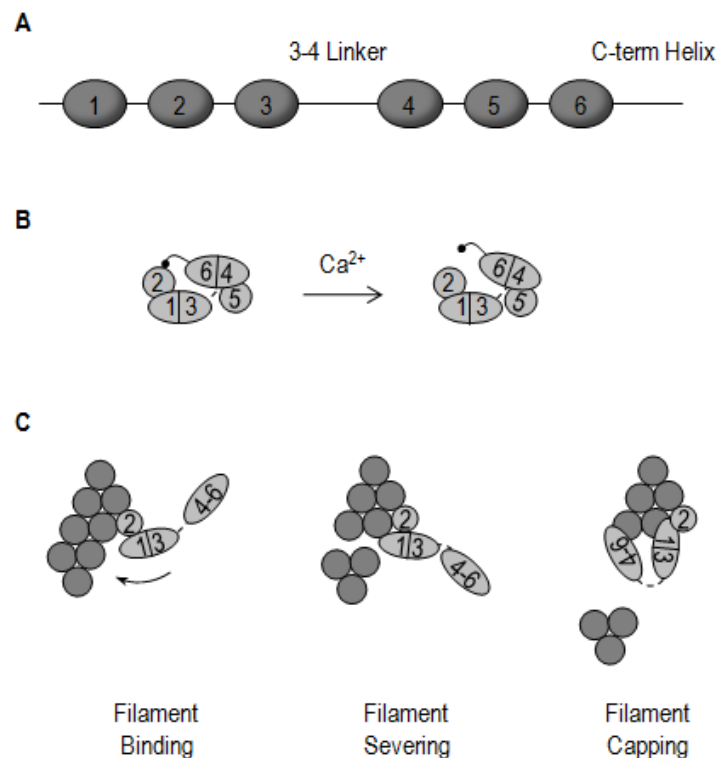 A
3-4 Linker C-term Helix
1 2 3 4 5 6
B
2 6 4 1 3 5
Ca2+
2 6 4 1 3 5
C
2 1 3 4-6
2 1 3 4-6
2 1 3 4-6
Filament Binding
Filament Severing
Filament Capping